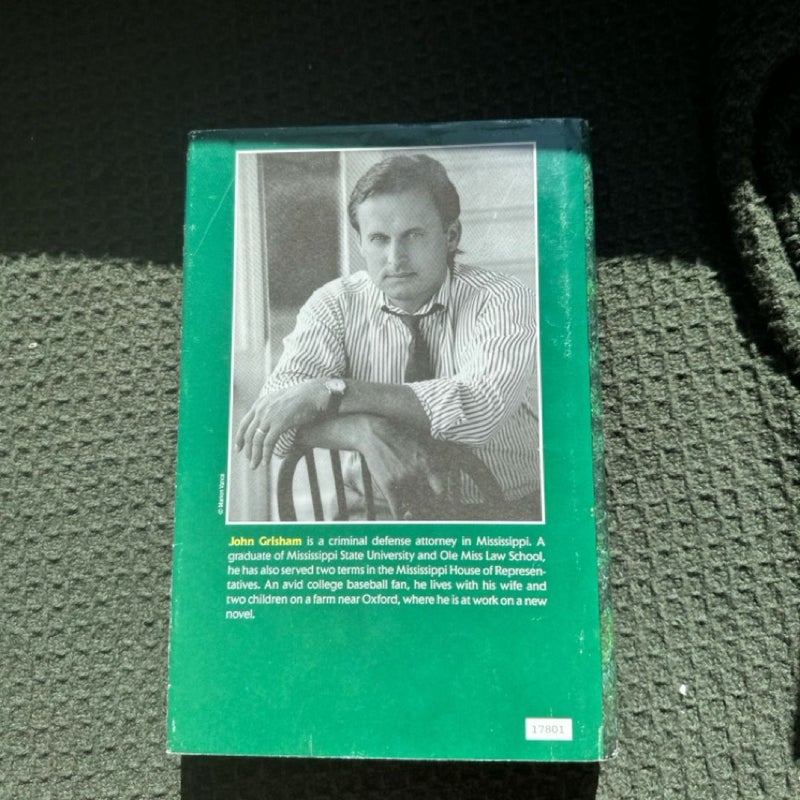 © Marion Vance
John Grisham is a criminal defense attorney in Mississippi. A
graduate of Mississippi State University and Ole Miss Law School,
he has also served two terms in the Mississippi House of Represen-
tatives. An avid college baseball fan, he lives with his wife and
two children on a farm near Oxford, where he is at work on a new
novel.
17801